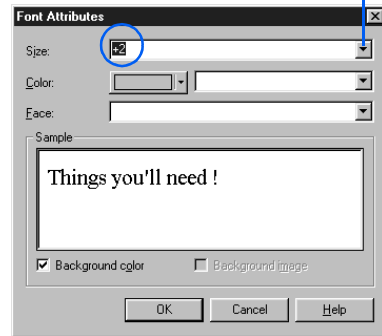 Font Attributes
Size: +2
Color:
Face:
Sample
Things you'll need !
Background color Background image
OK Cancel Help